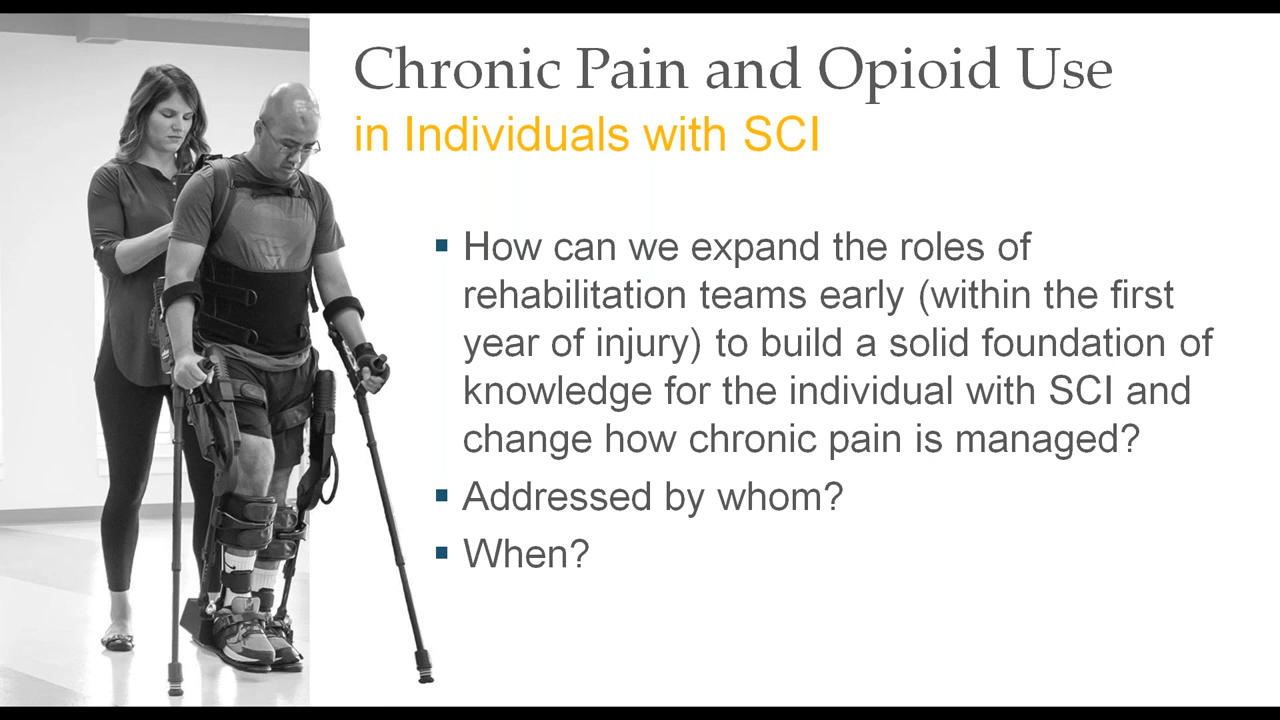 Chronic Pain and Opioid Use
in Individuals with SCI
How can we expand the roles of
rehabilitation teams early (within the first
year of injury) to build a solid foundation of
knowledge for the individual with SCI and
change how chronic pain is managed?
Addressed by whom?
When?